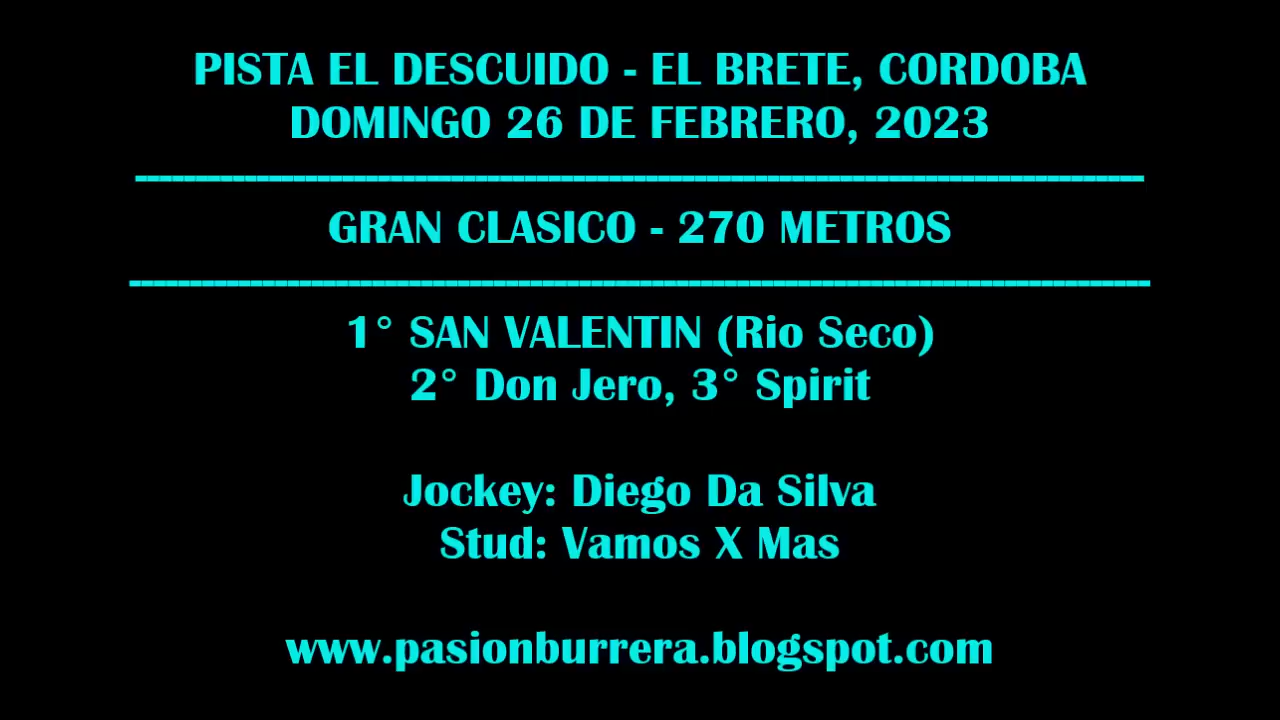 PISTA EL DESCUIDO - EL BRETE, CORDOBA
DOMINGO 26 DE FEBRERO, 2023
GRAN CLASICO - 270 METROS
1° SAN VALENTIN (Rio Seco)
2° Don Jero, 3° Spirit
Jockey: Diego Da Silva
Stud: Vamos X Mas
www.pasionburrera.blogspot.com